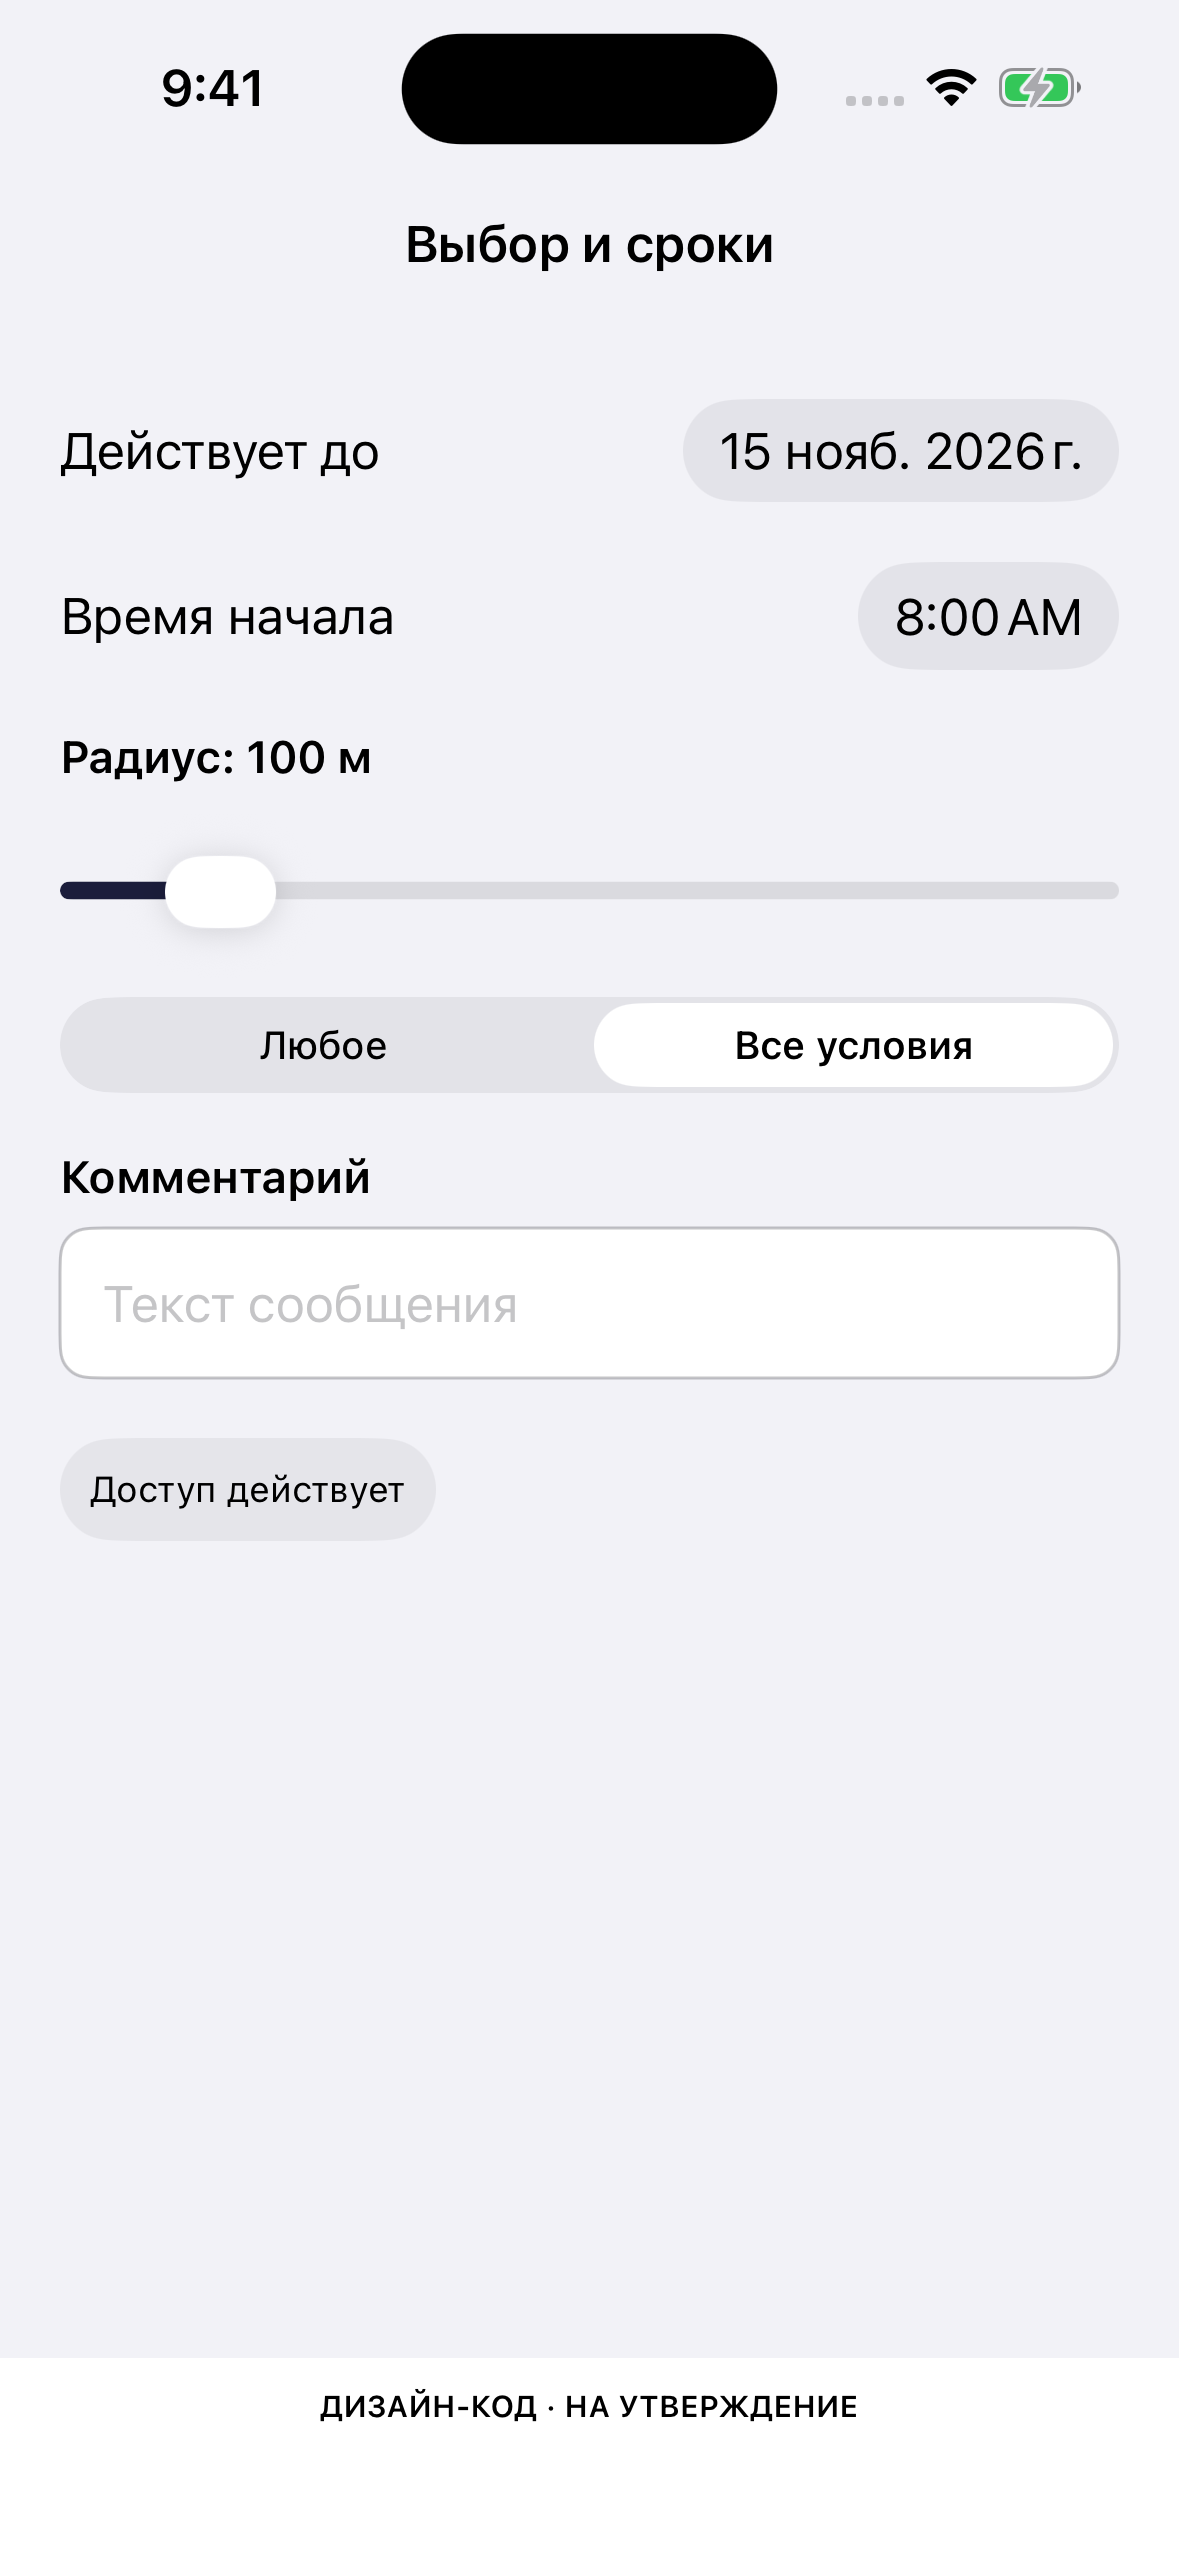 9:41
Выбор и сроки
Действует до
15 нояб. 2026 г.
Время начала
8:00 AM
Радиус: 100 м
Любое
Все условия
Комментарий
Текст сообщения
Доступ действует
ДИЗАЙН-КОД · НА УТВЕРЖДЕНИЕ